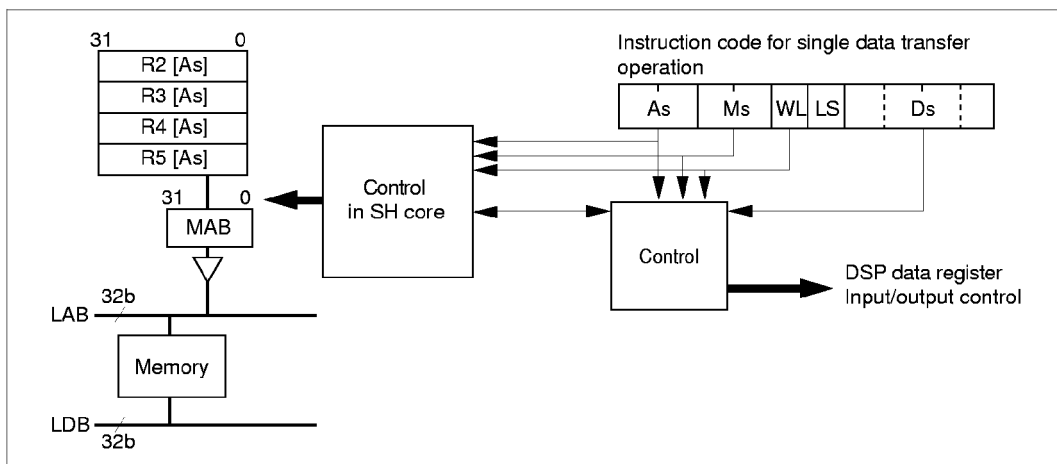 31 0
R2 [As]
R3 [As]
R4 [As]
R5 [As]
31 0
MAB
LAB 32b
Memory
LDB 32b
Control
in SH core
Instruction code for single data transfer
operation
As Ms WL LS Ds
Control
DSP data register
Input/output control